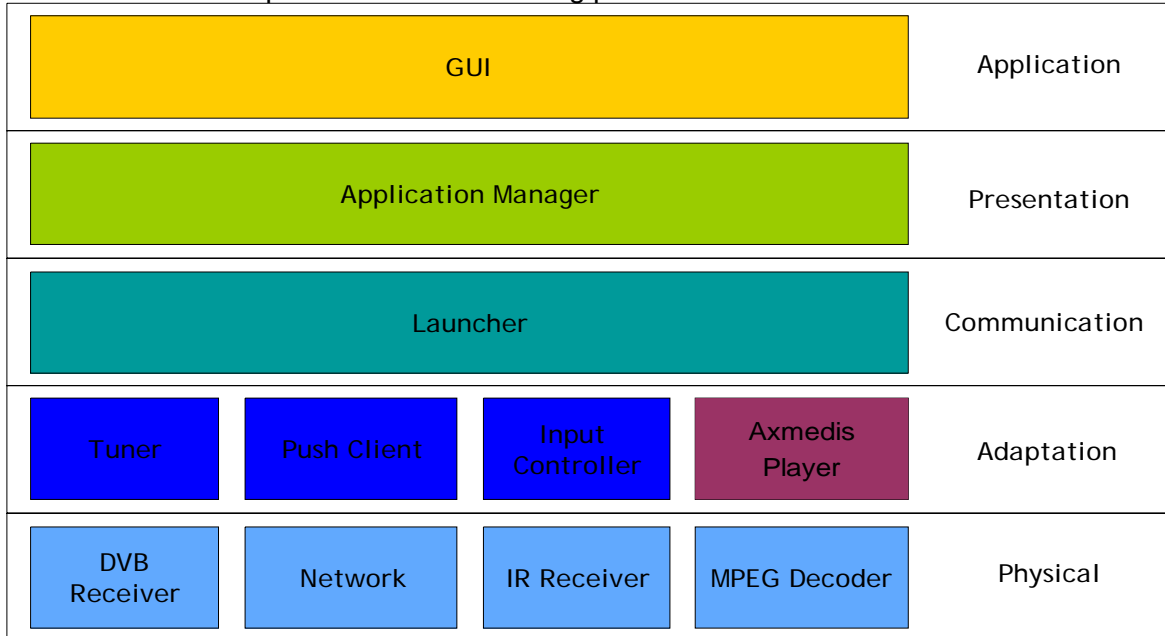 GUI
Application
Application Manager
Presentation
Launcher
Communication
Tuner
Push Client
Input
Controller
Axmedis
Player
Adaptation
DVB
Receiver
Network
IR Receiver
MPEG Decoder
Physical